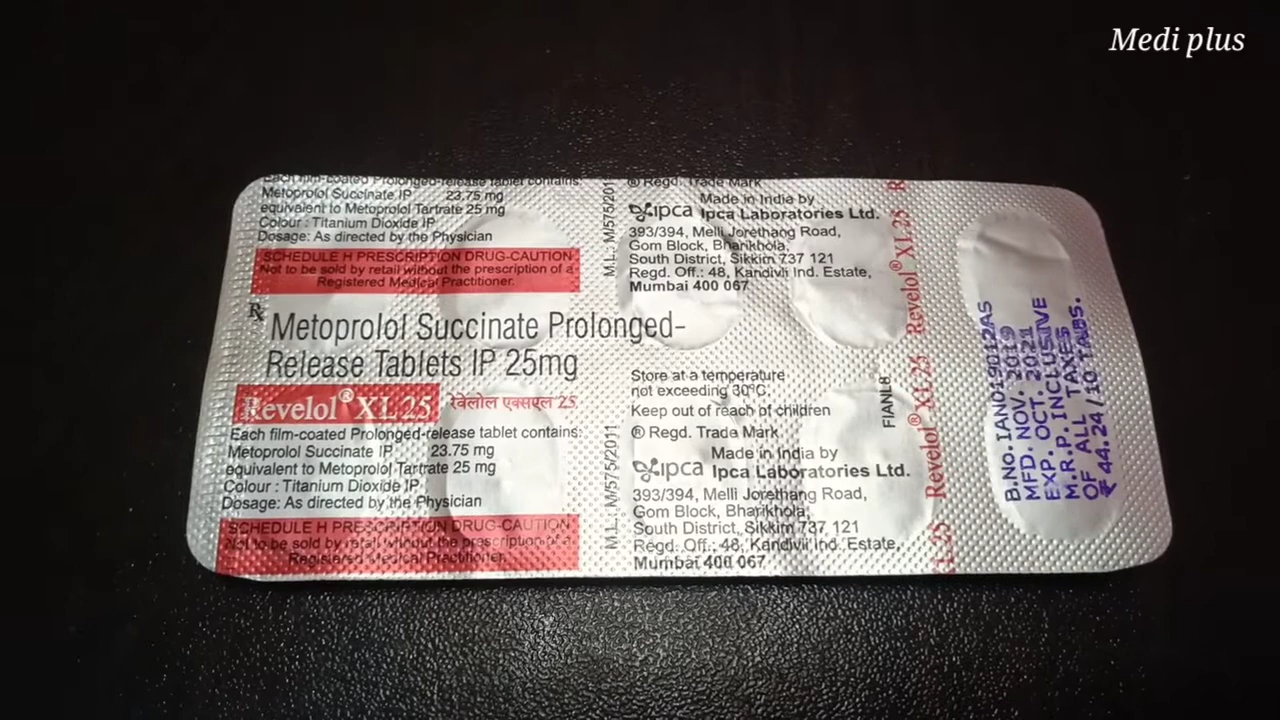 Medi plus
Each film-coated Prolonged-release tablet contains:
Metoprolol Succinate IP 23.75 mg
equivalent to Metoprolol Tartrate 25 mg
Colour : Titanium Dioxide IP
Dosage: As directed by the Physician
SCHEDULE H PRESCRIPTION DRUG-CAUTION
Not to be sold by retail without the prescription of a
Registered Medical Practitioner.
Rx Metoprolol Succinate Prolonged-
Release Tablets IP 25mg
Revelol® XL 25 रेवेलोल एक्सएल 25
Each film-coated Prolonged-release tablet contains:
Metoprolol Succinate IP 23.75 mg
equivalent to Metoprolol Tartrate 25 mg
Colour : Titanium Dioxide IP
Dosage: As directed by the Physician
SCHEDULE H PRESCRIPTION DRUG-CAUTION
Not to be sold by retail without the prescription of a
Registered Medical Practitioner.
M.L.: M/575/2011
M.L.: M/575/2011
® Regd. Trade Mark
Made in India by
ipca Ipca Laboratories Ltd.
393/394, Melli Jorethang Road,
Gom Block, Bharikhola,
South District, Sikkim 737 121
Regd. Off.: 48, Kandivli Ind. Estate,
Mumbai 400 067
Store at a temperature
not exceeding 30°C.
Keep out of reach of children
® Regd. Trade Mark
Made in India by
ipca Ipca Laboratories Ltd.
393/394, Melli Jorethang Road,
Gom Block, Bharikhola,
South District, Sikkim 737 121
Regd. Off.: 48, Kandivli Ind. Estate,
Mumbai 400 067
FIANL8
R
Revelol® XL 25
Revelol® XL 25
XL 25
B.No. IAN019012AS
MFD. NOV. 2019
EXP. OCT. 2021
M.R.P. INCLUSIVE
OF ALL TAXES
₹ 44.24 / 10 TABS.